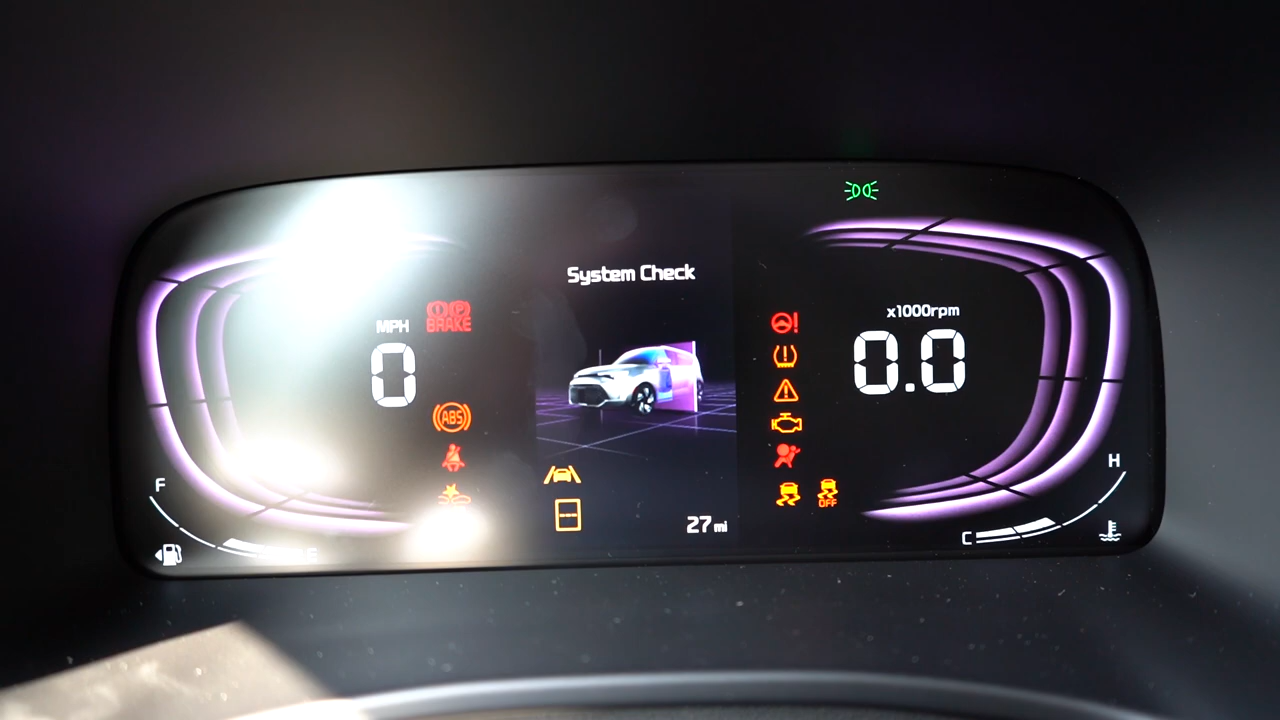 System Check
MPH
0
BRAKE
ABS
x1000rpm
0.0
OFF
F
E
27 mi
H
C